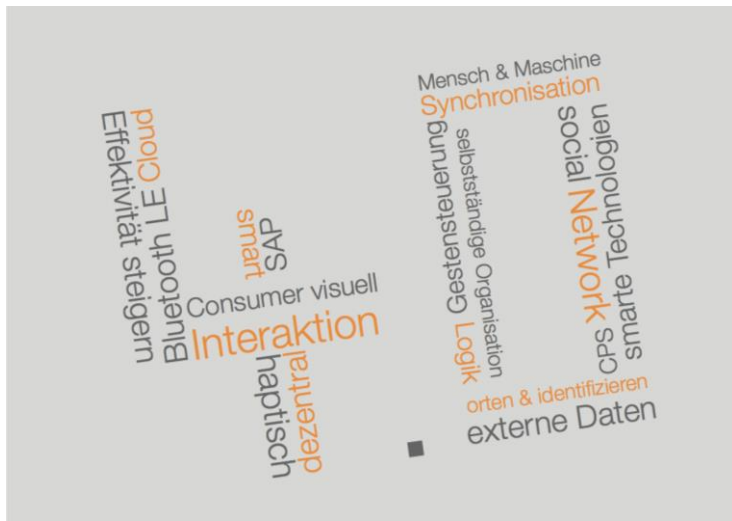 Effektivität steigern
Bluetooth LE Cloud
smart
SAP
Consumer visuell
Interaktion
dezentral
haptisch
Mensch & Maschine
Synchronisation
Logik Gestensteuerung
selbstständige Organisation
social Network CPS
smarte Technologien
orten & identifizieren
externe Daten